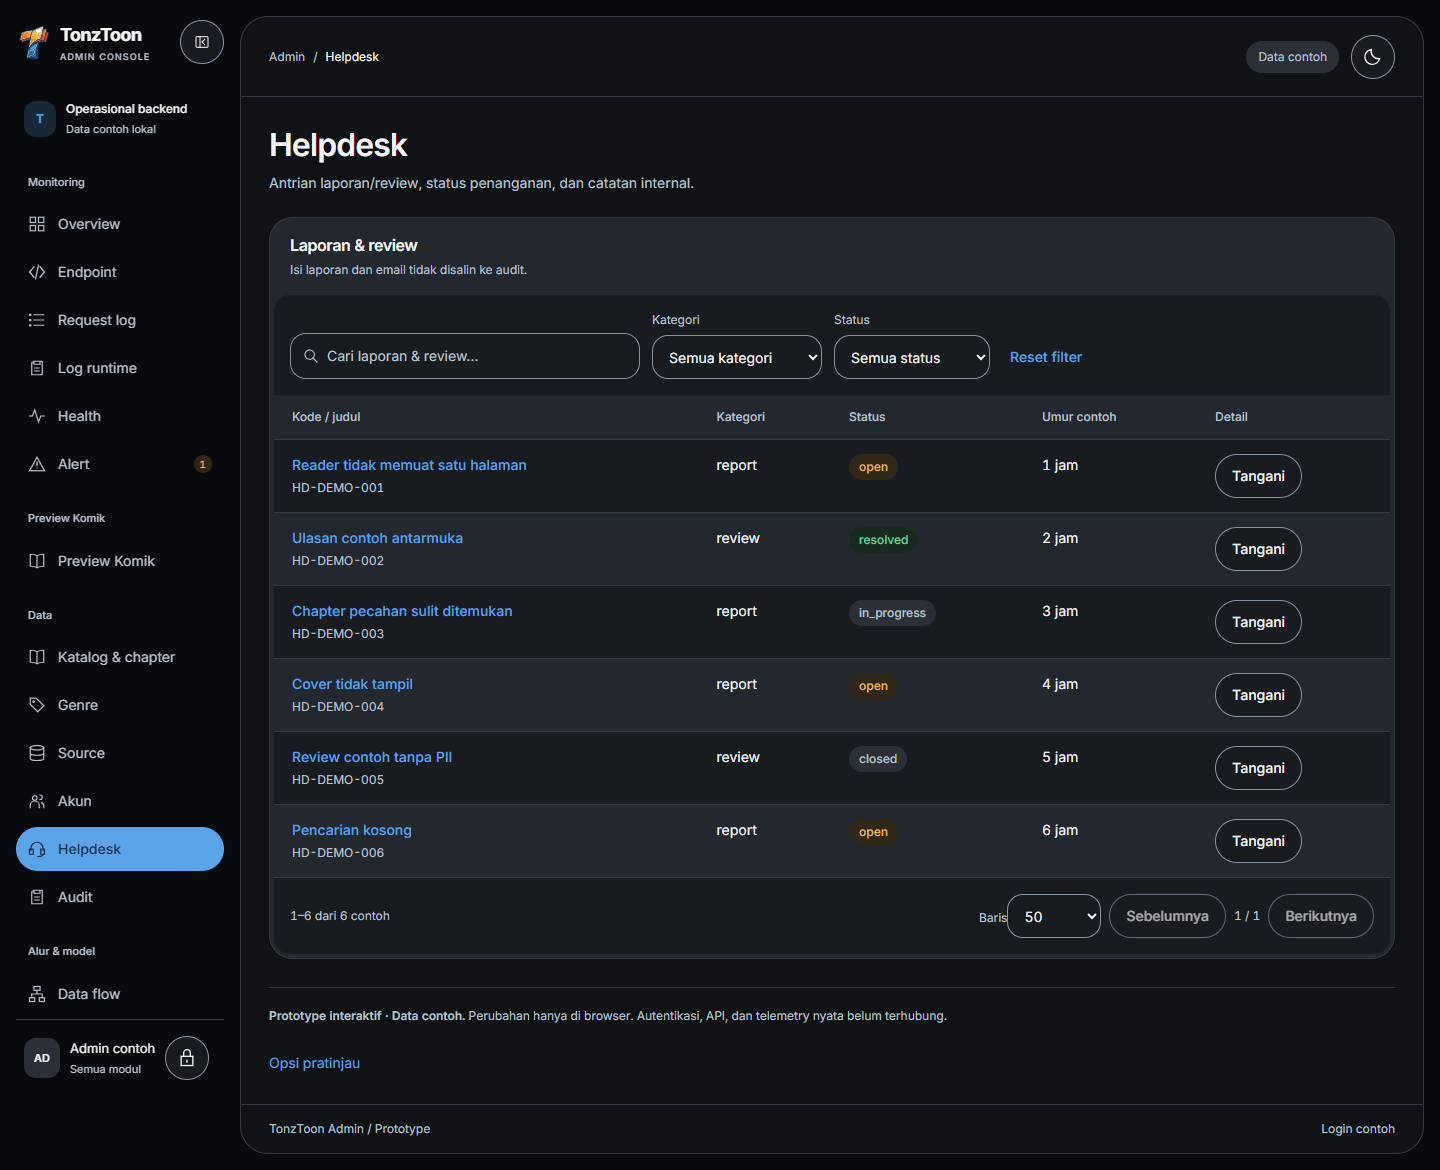 TonzToon
ADMIN CONSOLE
T
Operasional backend
Data contoh lokal
Monitoring
Overview
Endpoint
Request log
Log runtime
Health
Alert 1
Preview Komik
Preview Komik
Data
Katalog & chapter
Genre
Source
Akun
Helpdesk
Audit
Alur & model
Data flow
AD
Admin contoh
Semua modul
Admin / Helpdesk
Data contoh
Helpdesk
Antrian laporan/review, status penanganan, dan catatan internal.
Laporan & review
Isi laporan dan email tidak disalin ke audit.
Kategori Status
Cari laporan & review... Semua kategori Semua status Reset filter
Kode / judul Kategori Status Umur contoh Detail
Reader tidak memuat satu halaman report open 1 jam Tangani
HD-DEMO-001
Ulasan contoh antarmuka review resolved 2 jam Tangani
HD-DEMO-002
Chapter pecahan sulit ditemukan report in_progress 3 jam Tangani
HD-DEMO-003
Cover tidak tampil report open 4 jam Tangani
HD-DEMO-004
Review contoh tanpa PII review closed 5 jam Tangani
HD-DEMO-005
Pencarian kosong report open 6 jam Tangani
HD-DEMO-006
1–6 dari 6 contoh Baris 50 Sebelumnya 1 / 1 Berikutnya
Prototype interaktif · Data contoh. Perubahan hanya di browser. Autentikasi, API, dan telemetry nyata belum terhubung.
Opsi pratinjau
TonzToon Admin / Prototype Login contoh